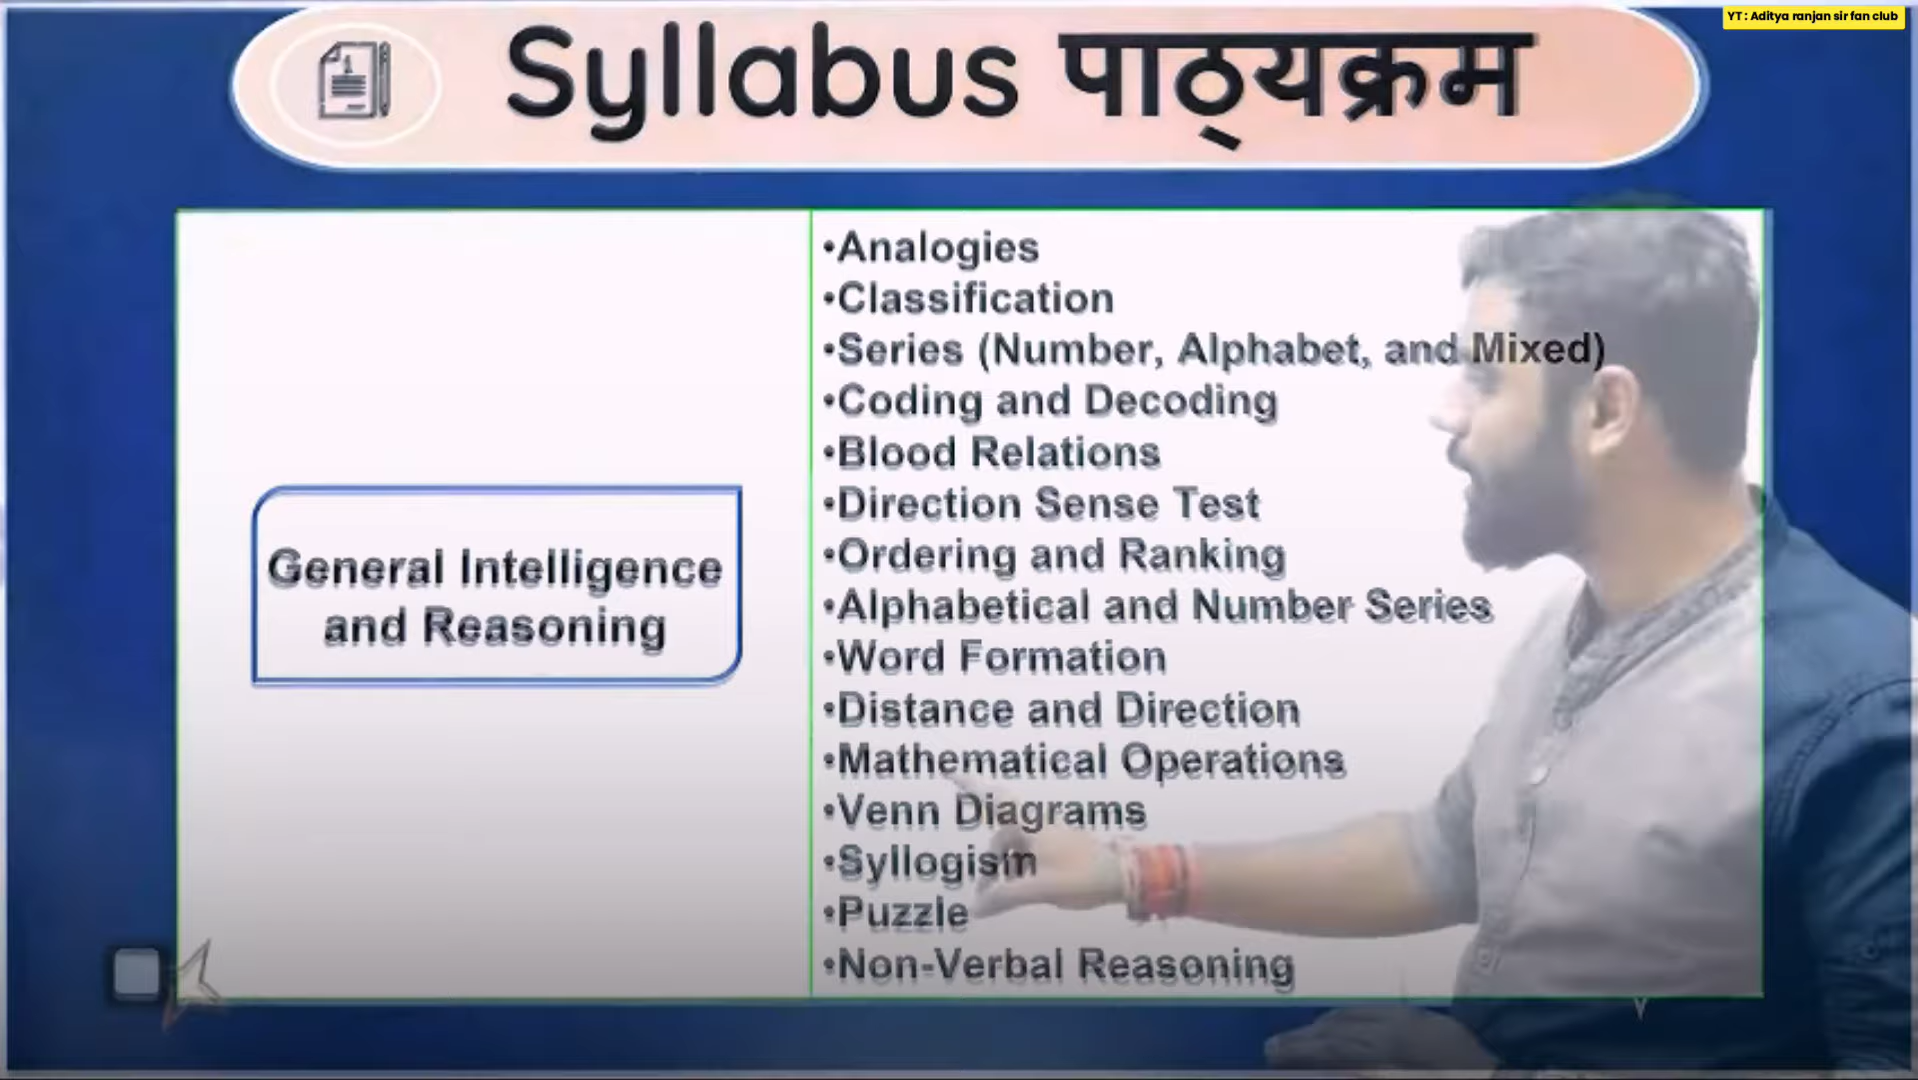 YT : Aditya ranjan sir fan club
Syllabus पाठ्यक्रम
General Intelligence
and Reasoning
•Analogies
•Classification
•Series (Number, Alphabet, and Mixed)
•Coding and Decoding
•Blood Relations
•Direction Sense Test
•Ordering and Ranking
•Alphabetical and Number Series
•Word Formation
•Distance and Direction
•Mathematical Operations
•Venn Diagrams
•Syllogism
•Puzzle
•Non-Verbal Reasoning